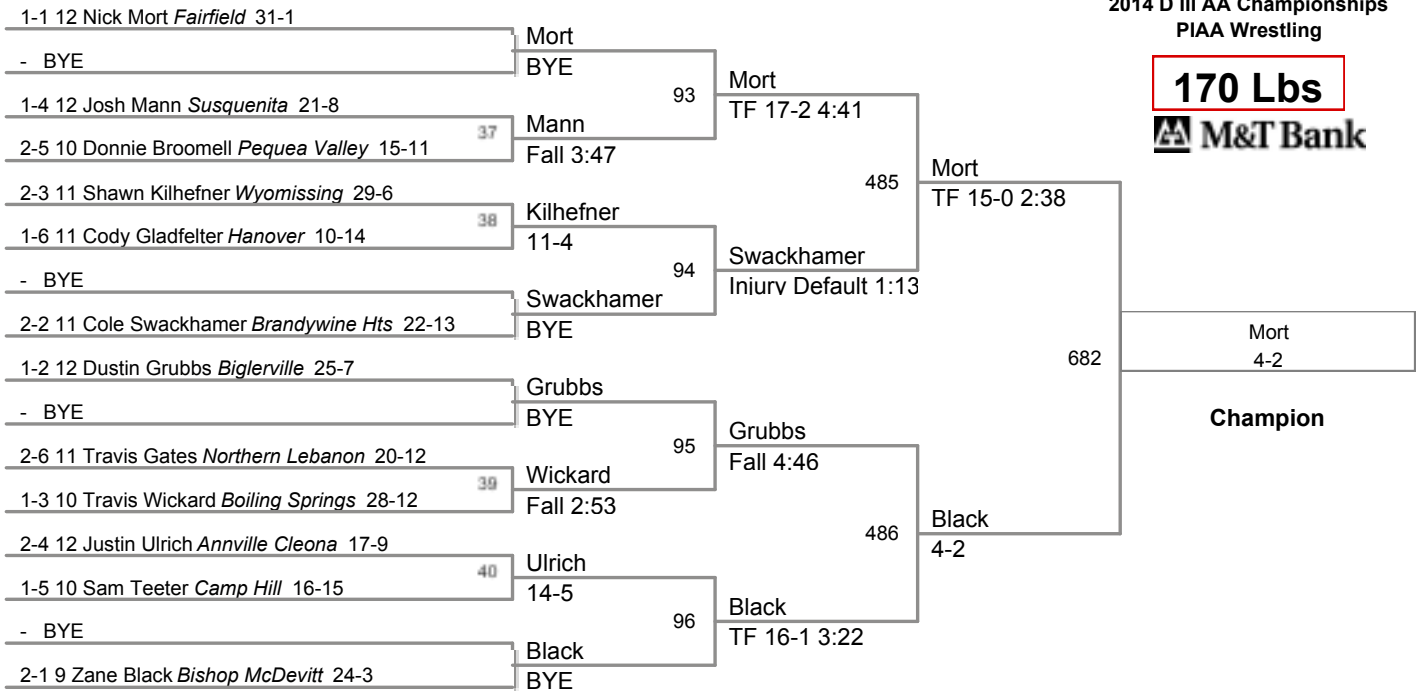 2014 D III AA Championships
PIAA Wrestling
170 Lbs
M&T Bank
1-1 12 Nick Mort Fairfield 31-1
- BYE
1-4 12 Josh Mann Susquenita 21-8
2-5 10 Donnie Broomell Pequea Valley 15-11
2-3 11 Shawn Kilhefner Wyomissing 29-6
1-6 11 Cody Gladfelter Hanover 10-14
- BYE
2-2 11 Cole Swackhamer Brandywine Hts 22-13
1-2 12 Dustin Grubbs Biglerville 25-7
- BYE
2-6 11 Travis Gates Northern Lebanon 20-12
1-3 10 Travis Wickard Boiling Springs 28-12
2-4 12 Justin Ulrich Annville Cleona 17-9
1-5 10 Sam Teeter Camp Hill 16-15
- BYE
2-1 9 Zane Black Bishop McDevitt 24-3
37
38
39
40
Mort
BYE
Mann
Fall 3:47
Kilhefner
11-4
Swackhamer
BYE
Grubbs
BYE
Wickard
Fall 2:53
Ulrich
14-5
Black
BYE
93
94
95
96
Mort
TF 17-2 4:41
Swackhamer
Injury Default 1:13
Grubbs
Fall 4:46
Black
TF 16-1 3:22
485
486
Mort
TF 15-0 2:38
Black
4-2
682
Mort
4-2
Champion